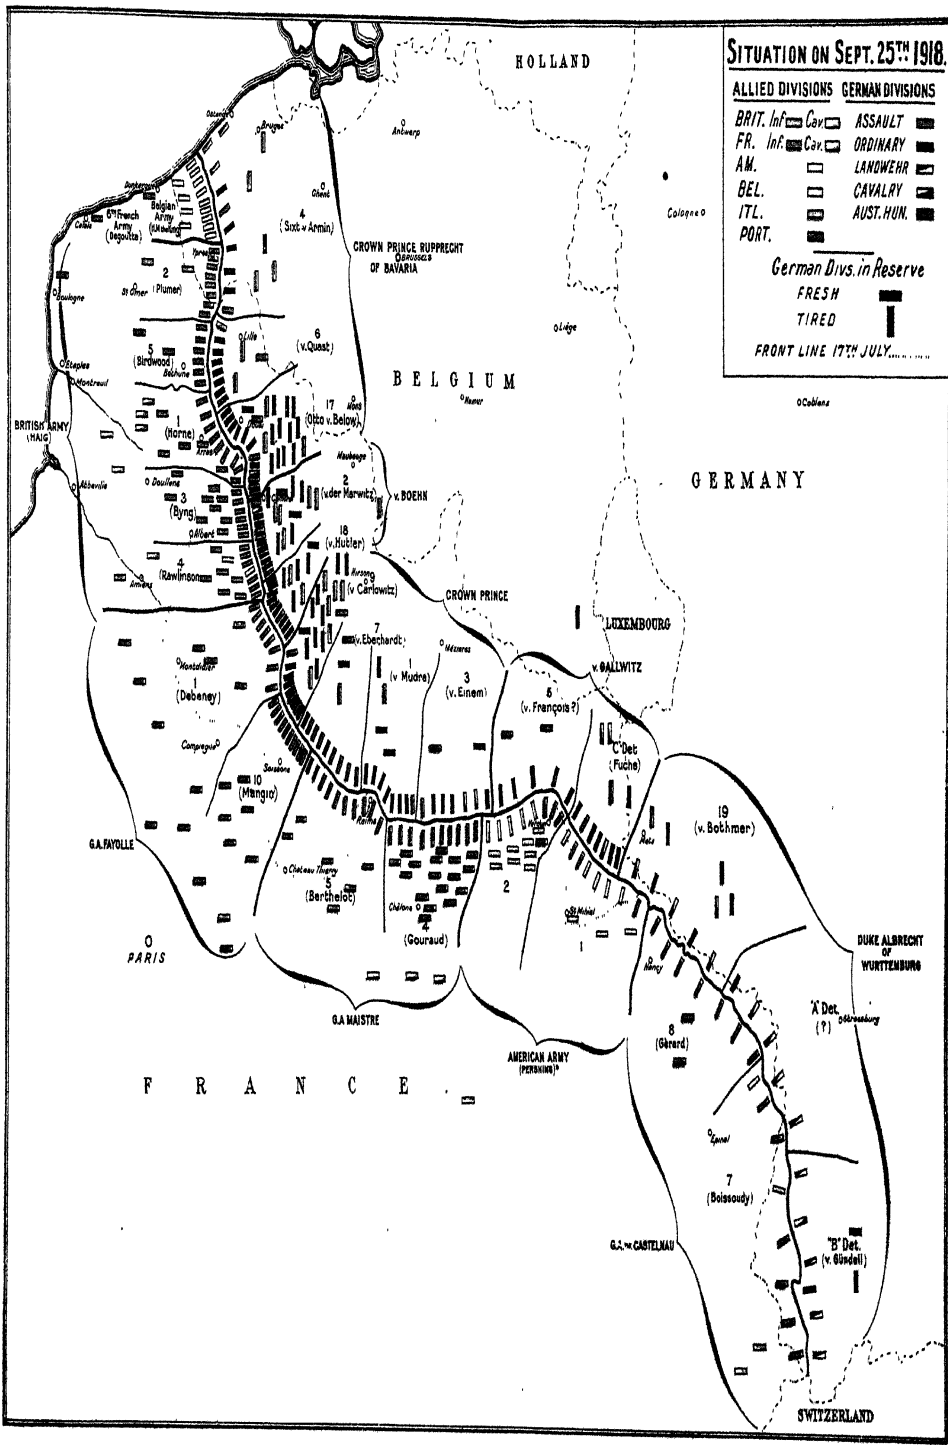 SITUATION ON SEPT. 25TH 1918.
ALLIED DIVISIONS GERMAN DIVISIONS
BRIT. Inf. Cav. ASSAULT
FR. Inf. Cav. ORDINARY
AM. LANDWEHR
BEL. CAVALRY
ITL. AUST. HUN.
PORT.
German Divs. in Reserve
FRESH
TIRED
FRONT LINE 17TH JULY
HOLLAND
Ostend
Bruges
Antwerp
Ghent
Cologne
Dunkerque
Calais
6TH French
Army
(Degoutte)
Belgian
Army
4
(Sixt v Armin)
CROWN PRINCE RUPPRECHT
OF BAVARIA
BRUSSELS
Ypres
2
(Plumer)
St Omer
Boulogne
Liége
Lille
6
(v. Quast)
5
(Birdwood)
Bethune
Etaples
Montreuil
BELGIUM
Namur
Coblens
17
(Otto v. Below)
Mons
BRITISH ARMY
(HAIG)
1
(Horne)
Arras
Maubeuge
GERMANY
Abbeville
Doullens
3
(Byng)
2
(v. der Marwitz)
v. BOEHN
Albert
18
(v. Hutier)
4
(Rawlinson)
Amiens
Hirson
9
(v Carlowitz)
CROWN PRINCE
LUXEMBOURG
7
(v. Eberhardt)
Mézeres
1
(v Mudra)
3
(v. Einem)
v. GALLWITZ
Montdidier
1
(Debeney)
5
(v. François?)
"C" Det
(Fuchs)
Compregne
Soissons
10
(Mangin)
19
(v. Bothmer)
Metz
Reims
G.A. FAYOLLE
Chateau Thierry
5
(Berthelot)
2
Châlons
4
(Gouraud)
St Mihiel
1
PARIS
Nancy
DUKE ALBRECHT
OF
WURTTEMBURG
G.A. MAISTRE
"A" Det.
(?)
Strassburg
8
(Gérard)
AMERICAN ARMY
(PERSHING)
FRANCE
Epinal
7
(Boissoudy)
G.A. DE CASTELNAU
"B" Det.
(v. Gündell)
SWITZERLAND